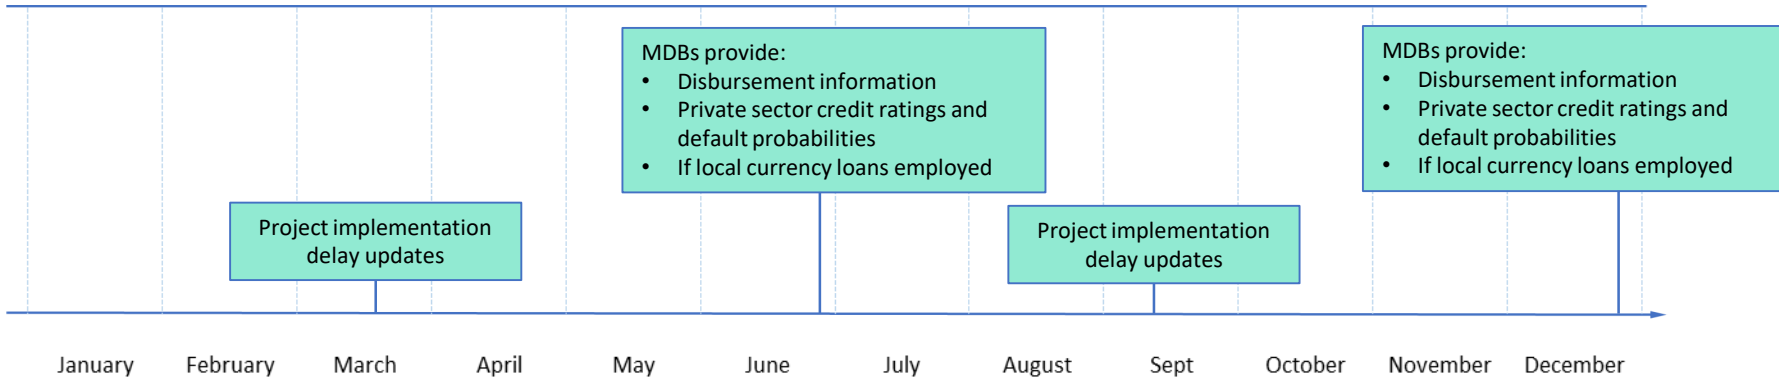 MDBs provide:
• Disbursement information
• Private sector credit ratings and
default probabilities
• If local currency loans employed
MDBs provide:
• Disbursement information
• Private sector credit ratings and
default probabilities
• If local currency loans employed
Project implementation
delay updates
Project implementation
delay updates
January February March April May June July August Sept October November December